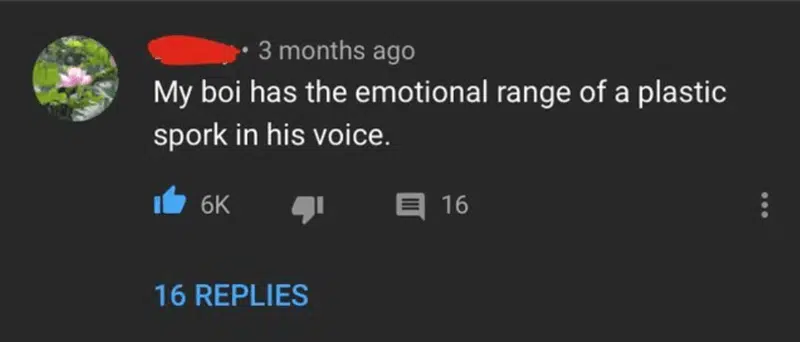 • 3 months ago
My boi has the emotional range of a plastic
spork in his voice.
6K 16
16 REPLIES